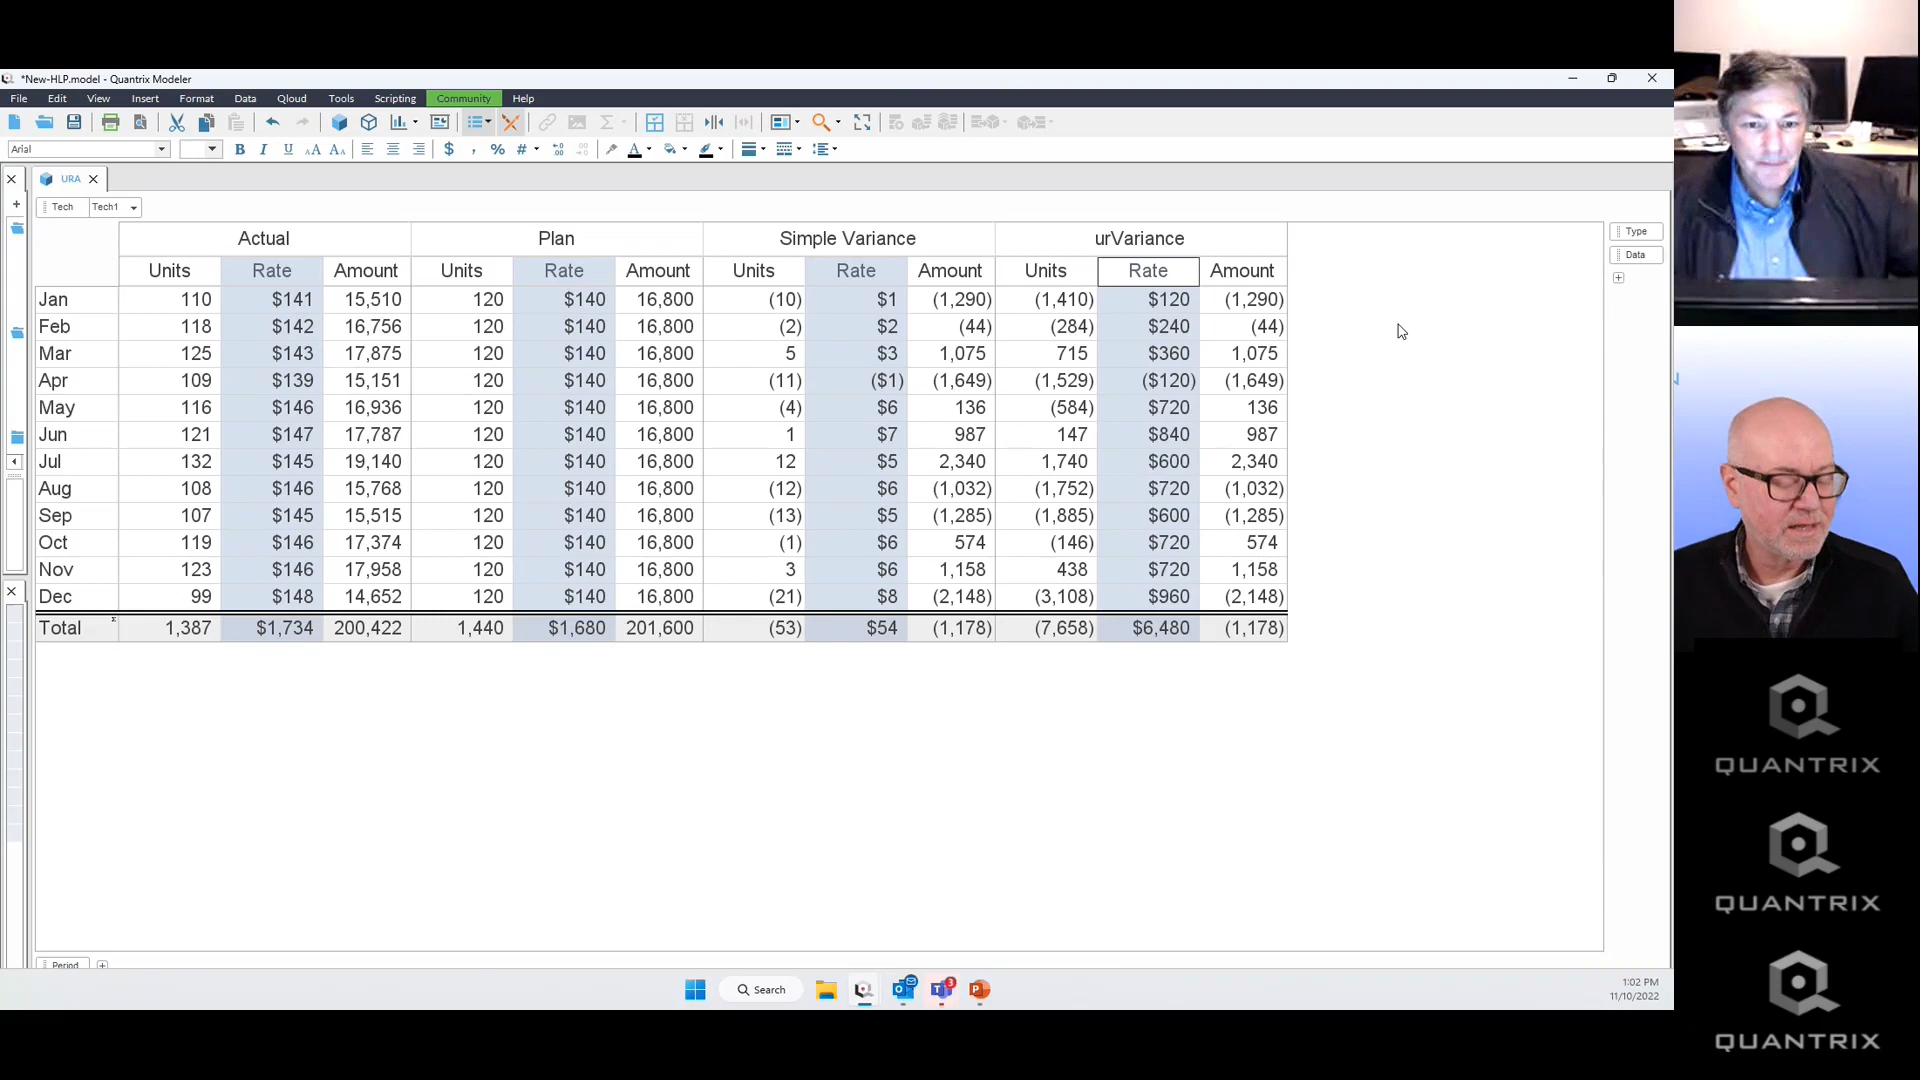 *New-HLP.model - Quantrix Modeler
File Edit View Insert Format Data Qloud Tools Scripting Community Help
Arial
URA
Tech Tech1
Type
Data
Actual Plan Simple Variance urVariance
Units Rate Amount Units Rate Amount Units Rate Amount Units Rate Amount
Jan 110 $141 15,510 120 $140 16,800 (10) $1 (1,290) (1,410) $120 (1,290)
Feb 118 $142 16,756 120 $140 16,800 (2) $2 (44) (284) $240 (44)
Mar 125 $143 17,875 120 $140 16,800 5 $3 1,075 715 $360 1,075
Apr 109 $139 15,151 120 $140 16,800 (11) ($1) (1,649) (1,529) ($120) (1,649)
May 116 $146 16,936 120 $140 16,800 (4) $6 136 (584) $720 136
Jun 121 $147 17,787 120 $140 16,800 1 $7 987 147 $840 987
Jul 132 $145 19,140 120 $140 16,800 12 $5 2,340 1,740 $600 2,340
Aug 108 $146 15,768 120 $140 16,800 (12) $6 (1,032) (1,752) $720 (1,032)
Sep 107 $145 15,515 120 $140 16,800 (13) $5 (1,285) (1,885) $600 (1,285)
Oct 119 $146 17,374 120 $140 16,800 (1) $6 574 (146) $720 574
Nov 123 $146 17,958 120 $140 16,800 3 $6 1,158 438 $720 1,158
Dec 99 $148 14,652 120 $140 16,800 (21) $8 (2,148) (3,108) $960 (2,148)
Total 1,387 $1,734 200,422 1,440 $1,680 201,600 (53) $54 (1,178) (7,658) $6,480 (1,178)
Period
Search
1:02 PM
11/10/2022
QUANTRIX
QUANTRIX
QUANTRIX